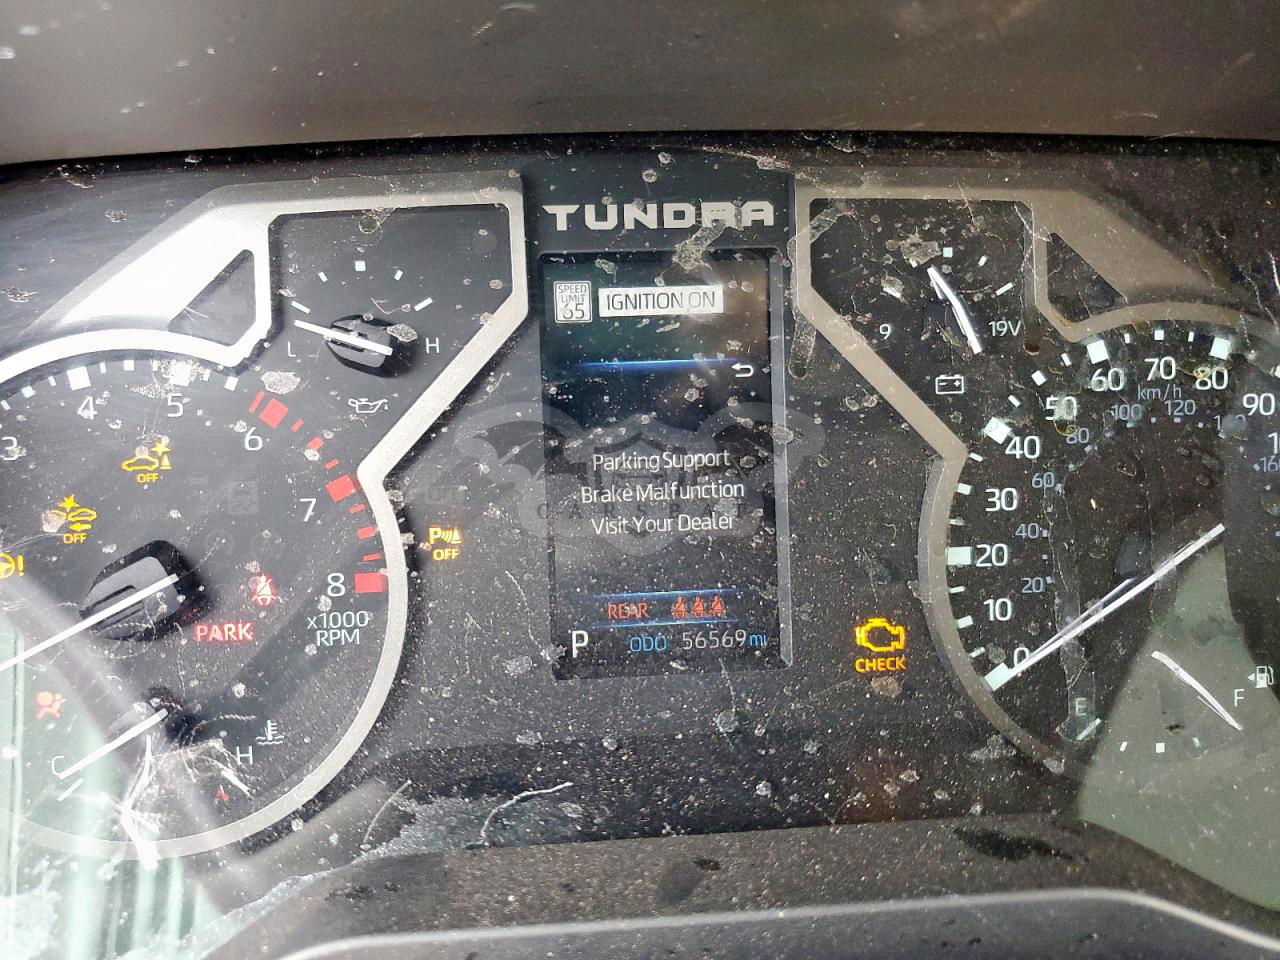 TUNDRA
SPEED
LIMIT
65
IGNITION ON
L
H
9
19V
3
4
5
6
7
8
x1000
RPM
OFF
OFF
P
OFF
PARK
C
H
Parking Support
Brake Malfunction
Visit Your Dealer
CARSBAT
REAR
P
ODO 56569 mi
CHECK
0
10
20
30
40
50
60
70
80
90
km/h
20
40
60
80
100
120
E
F